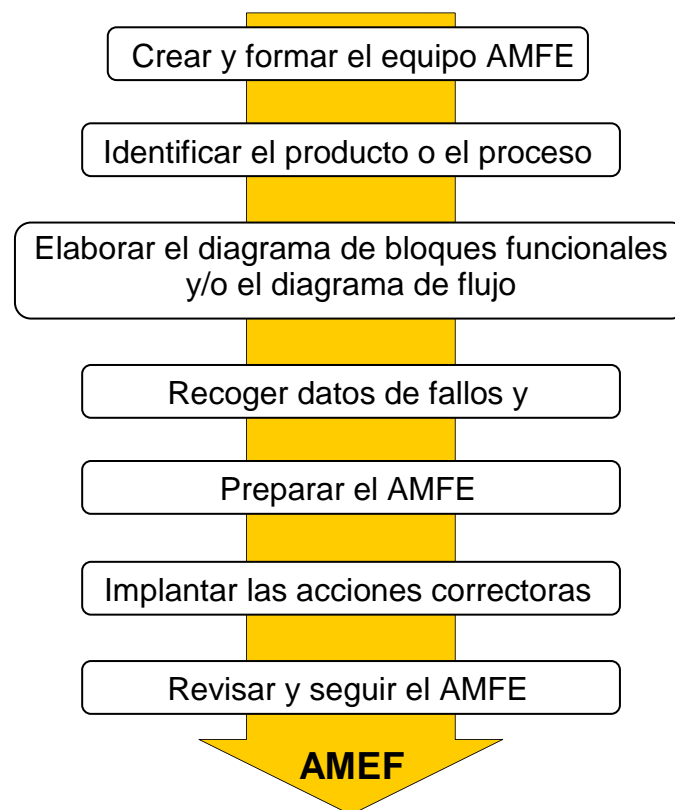 Crear y formar el equipo AMFE
Identificar el producto o el proceso
Elaborar el diagrama de bloques funcionales
y/o el diagrama de flujo
Recoger datos de fallos y
Preparar el AMFE
Implantar las acciones correctoras
Revisar y seguir el AMFE
AMEF